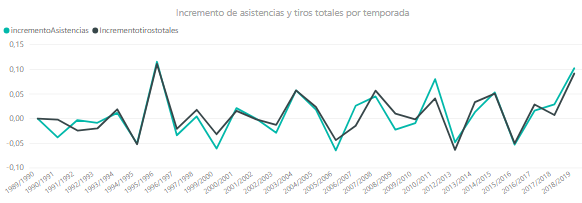 Incremento de asistencias y tiros totales por temporada
incrementoAsistencias Incrementotirostotales
0,15
0,10
0,05
0,00
-0,05
-0,10
1989/1990 1990/1991 1991/1992 1992/1993 1993/1994 1994/1995 1995/1996 1996/1997 1997/1998 1998/1999 2000/2001 2001/2002 2002/2003 2003/2004 2004/2005 2005/2006 2006/2007 2007/2008 2008/2009 2009/2010 2010/2011 2011/2012 2012/2013 2013/2014 2014/2015 2015/2016 2016/2017 2017/2018 2018/2019